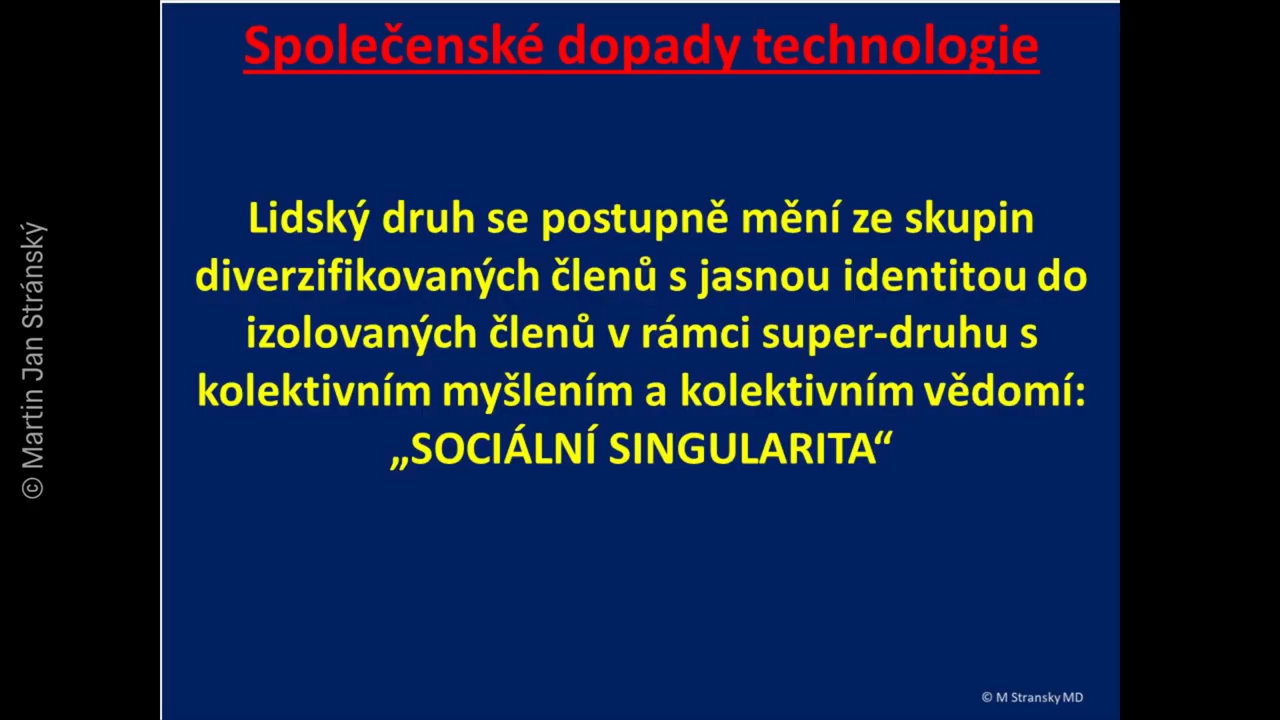 Společenské dopady technologie
Lidský druh se postupně mění ze skupin
diverzifikovaných členů s jasnou identitou do
izolovaných členů v rámci super-druhu s
kolektivním myšlením a kolektivním vědomí:
„SOCIÁLNÍ SINGULARITA“
© M Stransky MD
© Martin Jan Stránský